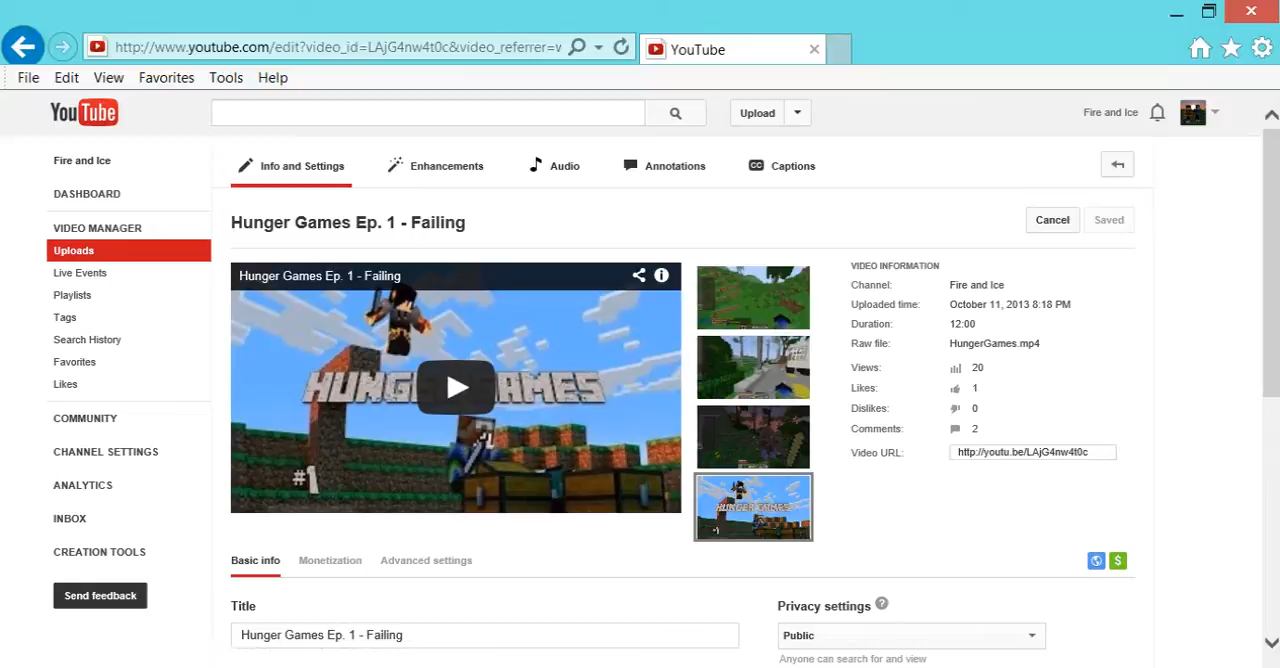 http://www.youtube.com/edit?video_id=LAjG4nw4t0c&video_referrer=v
YouTube
File Edit View Favorites Tools Help
YouTube
Upload
Fire and Ice
Fire and Ice
DASHBOARD
VIDEO MANAGER
Uploads
Live Events
Playlists
Tags
Search History
Favorites
Likes
COMMUNITY
CHANNEL SETTINGS
ANALYTICS
INBOX
CREATION TOOLS
Send feedback
Info and Settings
Enhancements
Audio
Annotations
CC Captions
Hunger Games Ep. 1 - Failing
Cancel
Saved
Hunger Games Ep. 1 - Failing
HUNGER GAMES
#1
HUNGER GAMES
VIDEO INFORMATION
Channel: Fire and Ice
Uploaded time: October 11, 2013 8:18 PM
Duration: 12:00
Raw file: HungerGames.mp4
Views: 20
Likes: 1
Dislikes: 0
Comments: 2
Video URL: http://youtu.be/LAjG4nw4t0c
Basic info
Monetization
Advanced settings
$
Title
Hunger Games Ep. 1 - Failing
Privacy settings ?
Public
Anyone can search for and view